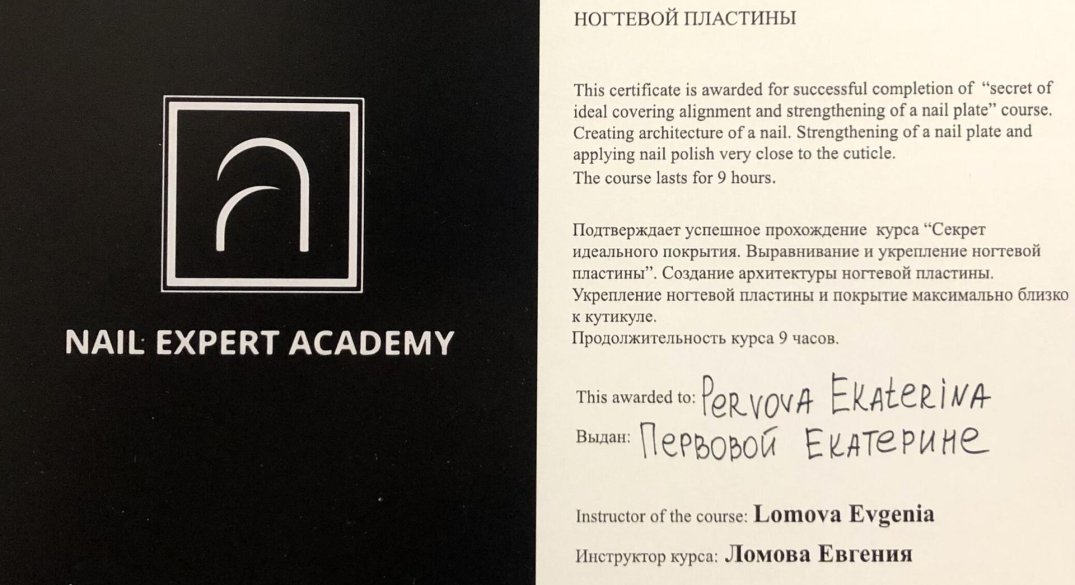 NAIL EXPERT ACADEMY
НОГТЕВОЙ ПЛАСТИНЫ
This certificate is awarded for successful completion of “secret of
ideal covering alignment and strengthening of a nail plate” course.
Creating architecture of a nail. Strengthening of a nail plate and
applying nail polish very close to the cuticle.
The course lasts for 9 hours.
Подтверждает успешное прохождение курса “Секрет
идеального покрытия. Выравнивание и укрепление ногтевой
пластины”. Создание архитектуры ногтевой пластины.
Укрепление ногтевой пластины и покрытие максимально близко
к кутикуле.
Продолжительность курса 9 часов.
This awarded to: Pervova Ekaterina
Выдан: Первовой Екатерине
Instructor of the course: Lomova Evgenia
Инструктор курса: Ломова Евгения